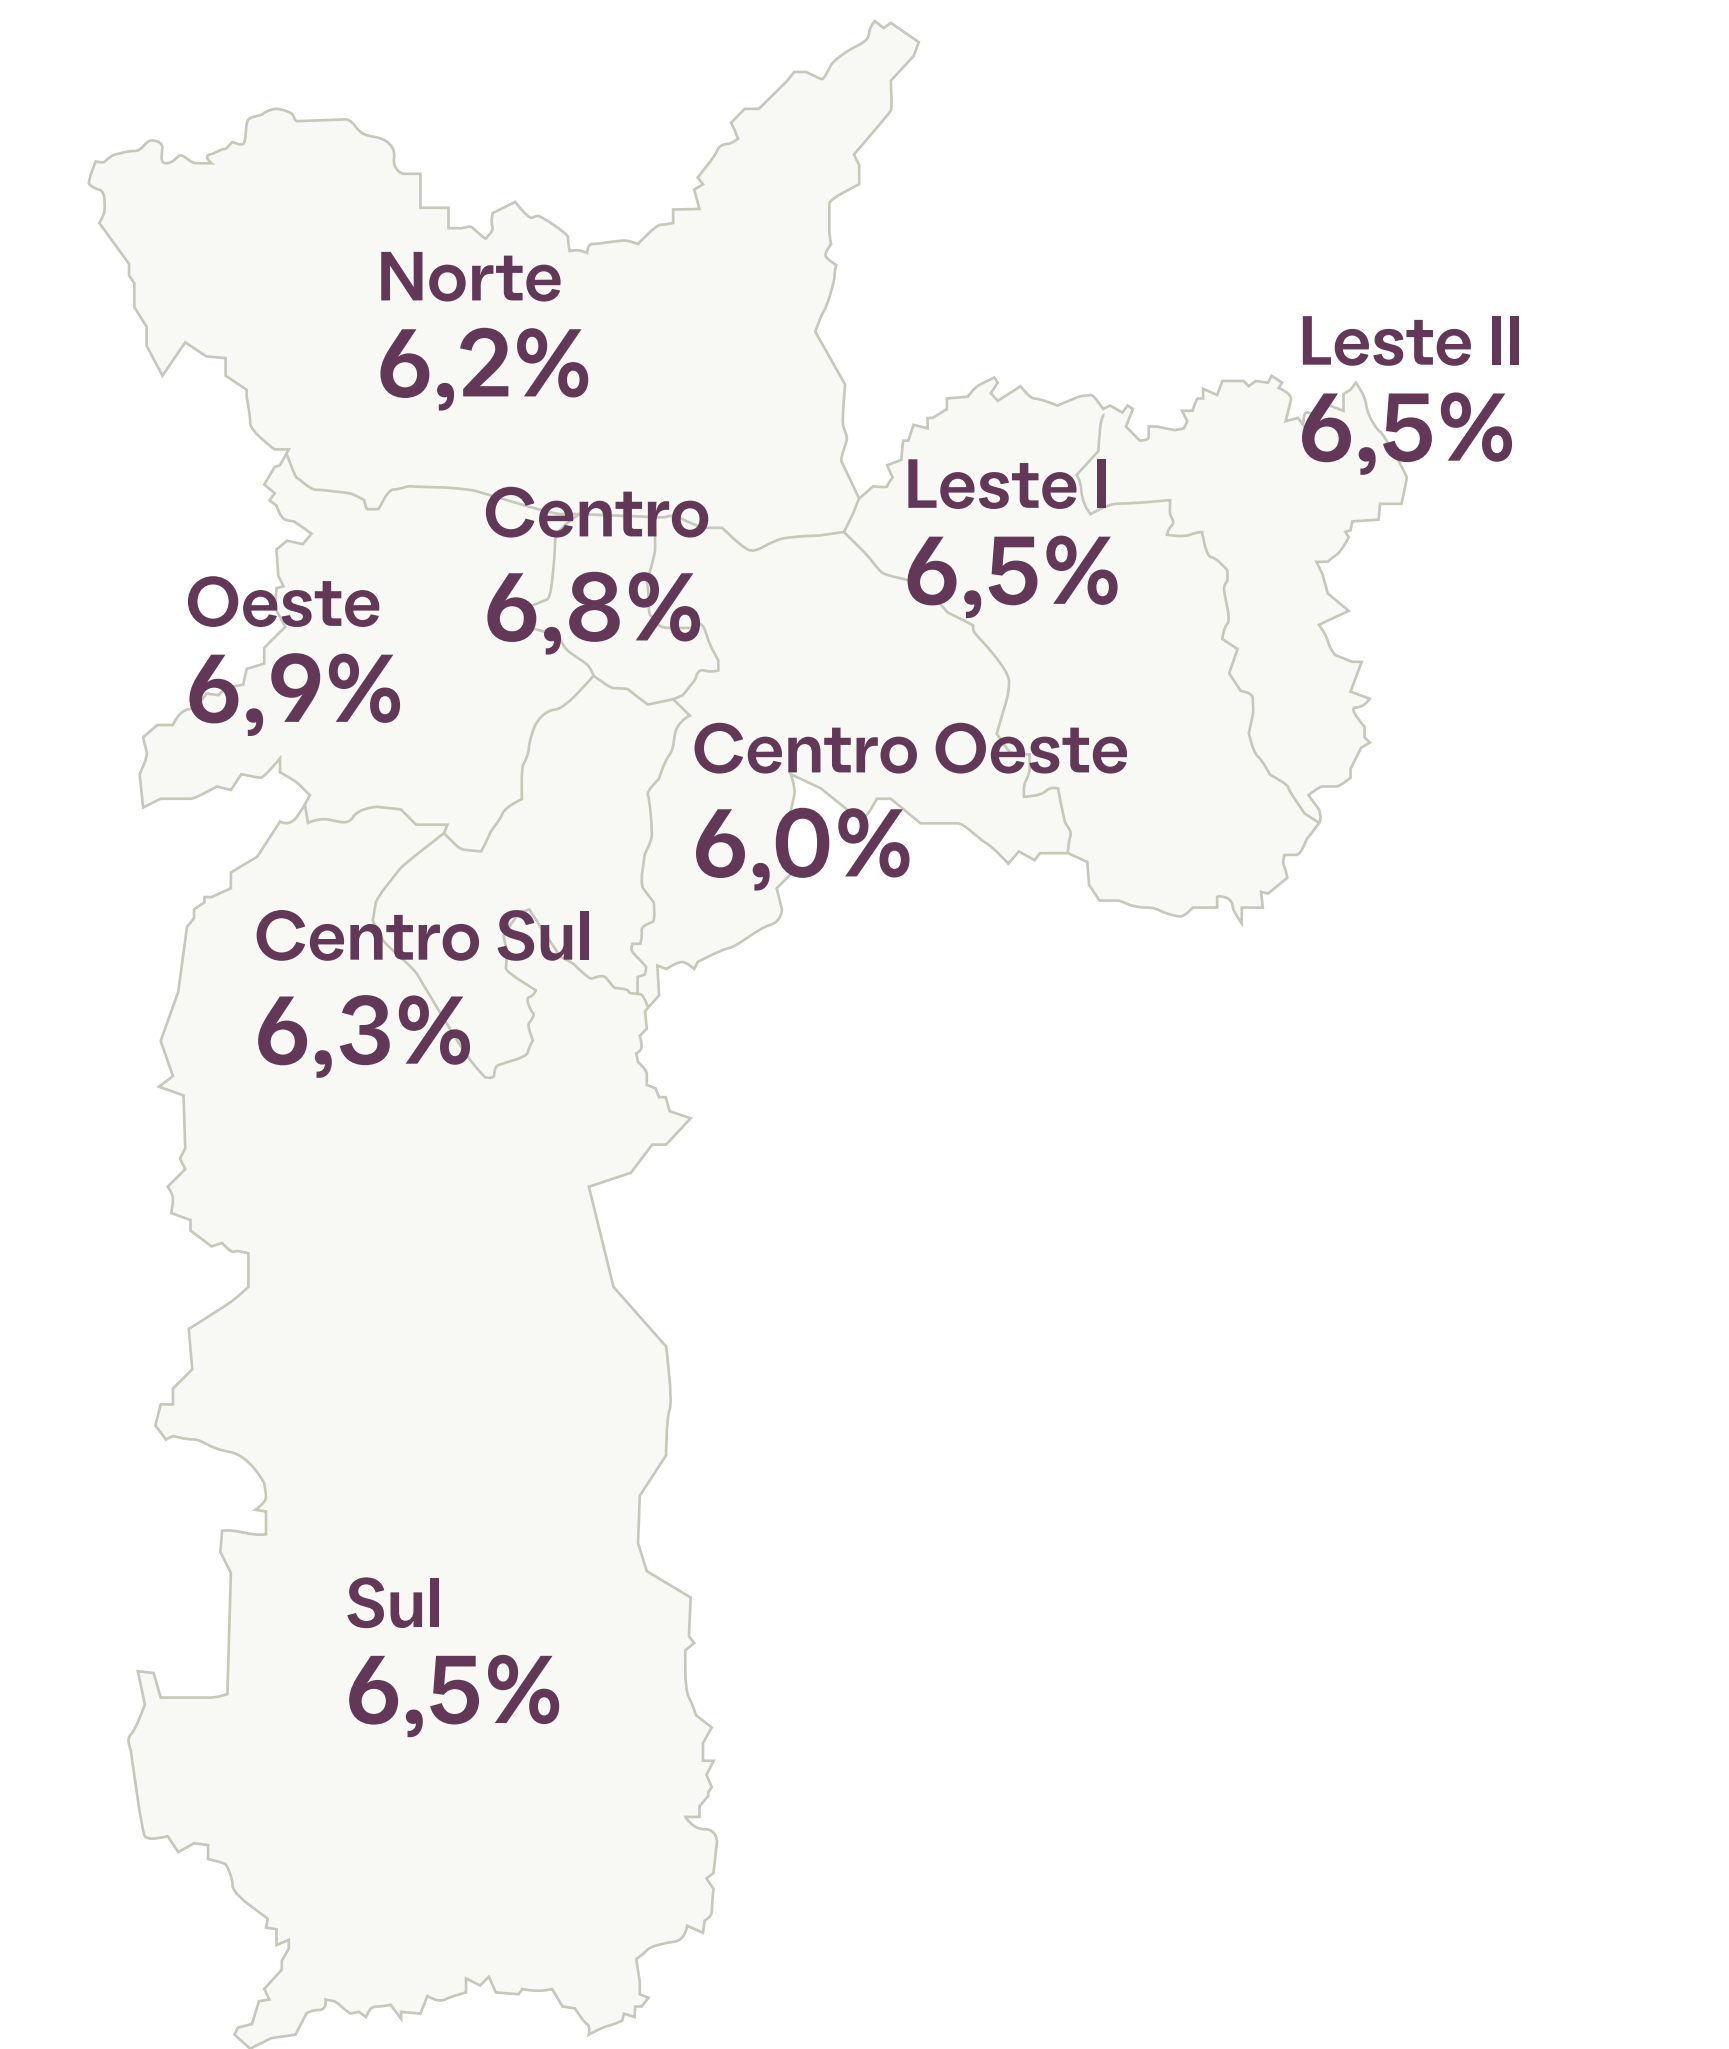 Norte
6,2%
Leste II
6,5%
Leste I
6,5%
Centro
6,8%
Oeste
6,9%
Centro Oeste
6,0%
Centro Sul
6,3%
Sul
6,5%